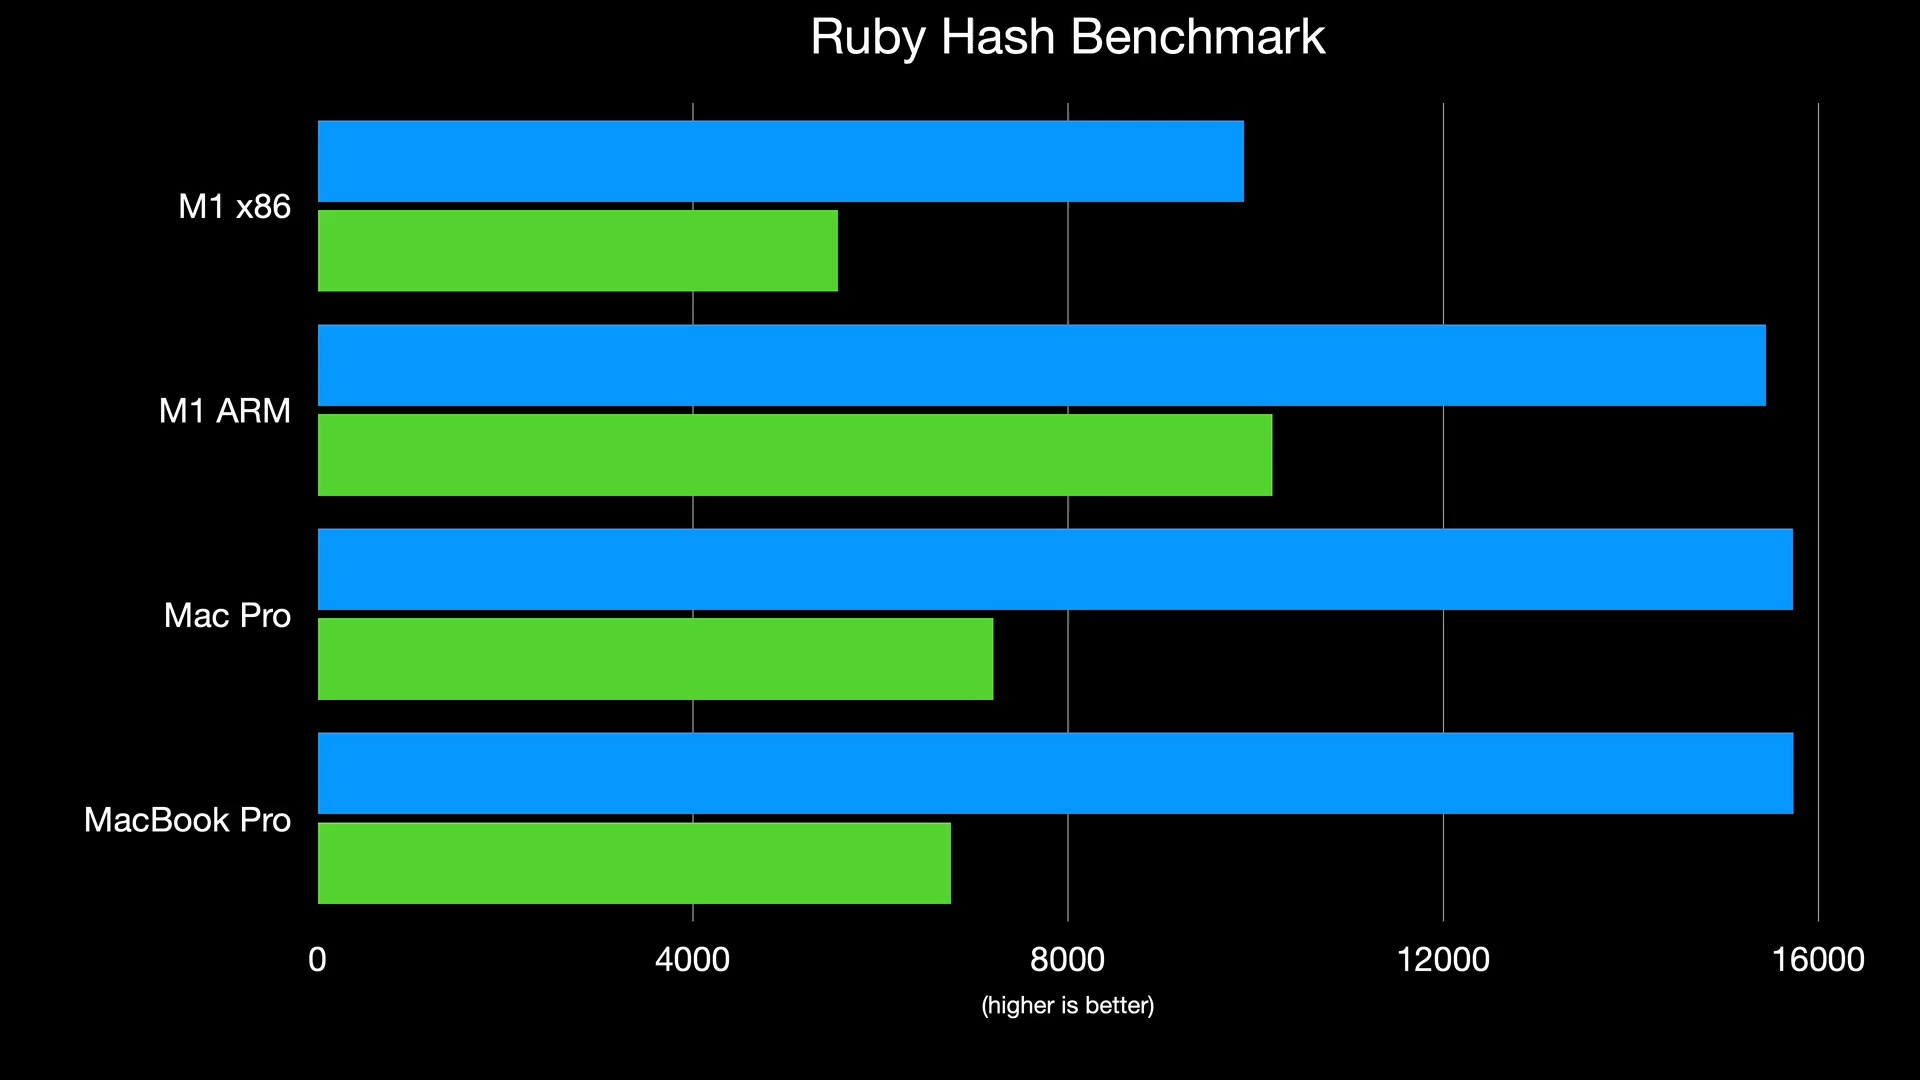 Ruby Hash Benchmark
M1 x86
M1 ARM
Mac Pro
MacBook Pro
0 4000 8000 12000 16000
(higher is better)